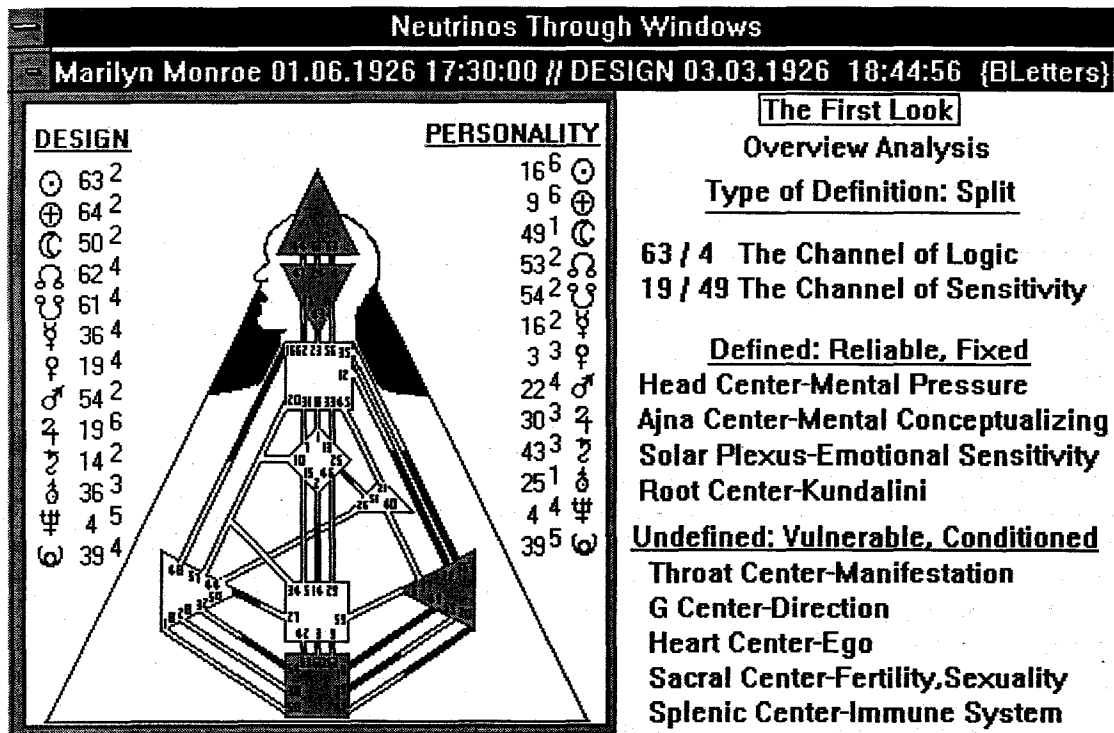 Neutrinos Through Windows
Marilyn Monroe 01.06.1926 17:30:00 // DESIGN 03.03.1926 18:44:56 {BLetters}
DESIGN
☉ 63 2
⊕ 64 2
☾ 50 2
☊ 62 4
☋ 61 4
☿ 36 4
♀ 19 4
♂ 54 2
♃ 19 6
♄ 14 2
⚷ 36 3
♆ 4 5
39 4
PERSONALITY
16 6 ☉
9 6 ⊕
49 1 ☾
53 2 ☊
54 2 ☋
16 2 ☿
3 3 ♀
22 4 ♂
30 3 ♃
43 3 ♄
25 1 ⚷
4 4 ♆
39 5
The First Look
Overview Analysis
Type of Definition: Split
63 / 4 The Channel of Logic
19 / 49 The Channel of Sensitivity
Defined: Reliable, Fixed
Head Center-Mental Pressure
Ajna Center-Mental Conceptualizing
Solar Plexus-Emotional Sensitivity
Root Center-Kundalini
Undefined: Vulnerable, Conditioned
Throat Center-Manifestation
G Center-Direction
Heart Center-Ego
Sacral Center-Fertility,Sexuality
Splenic Center-Immune System